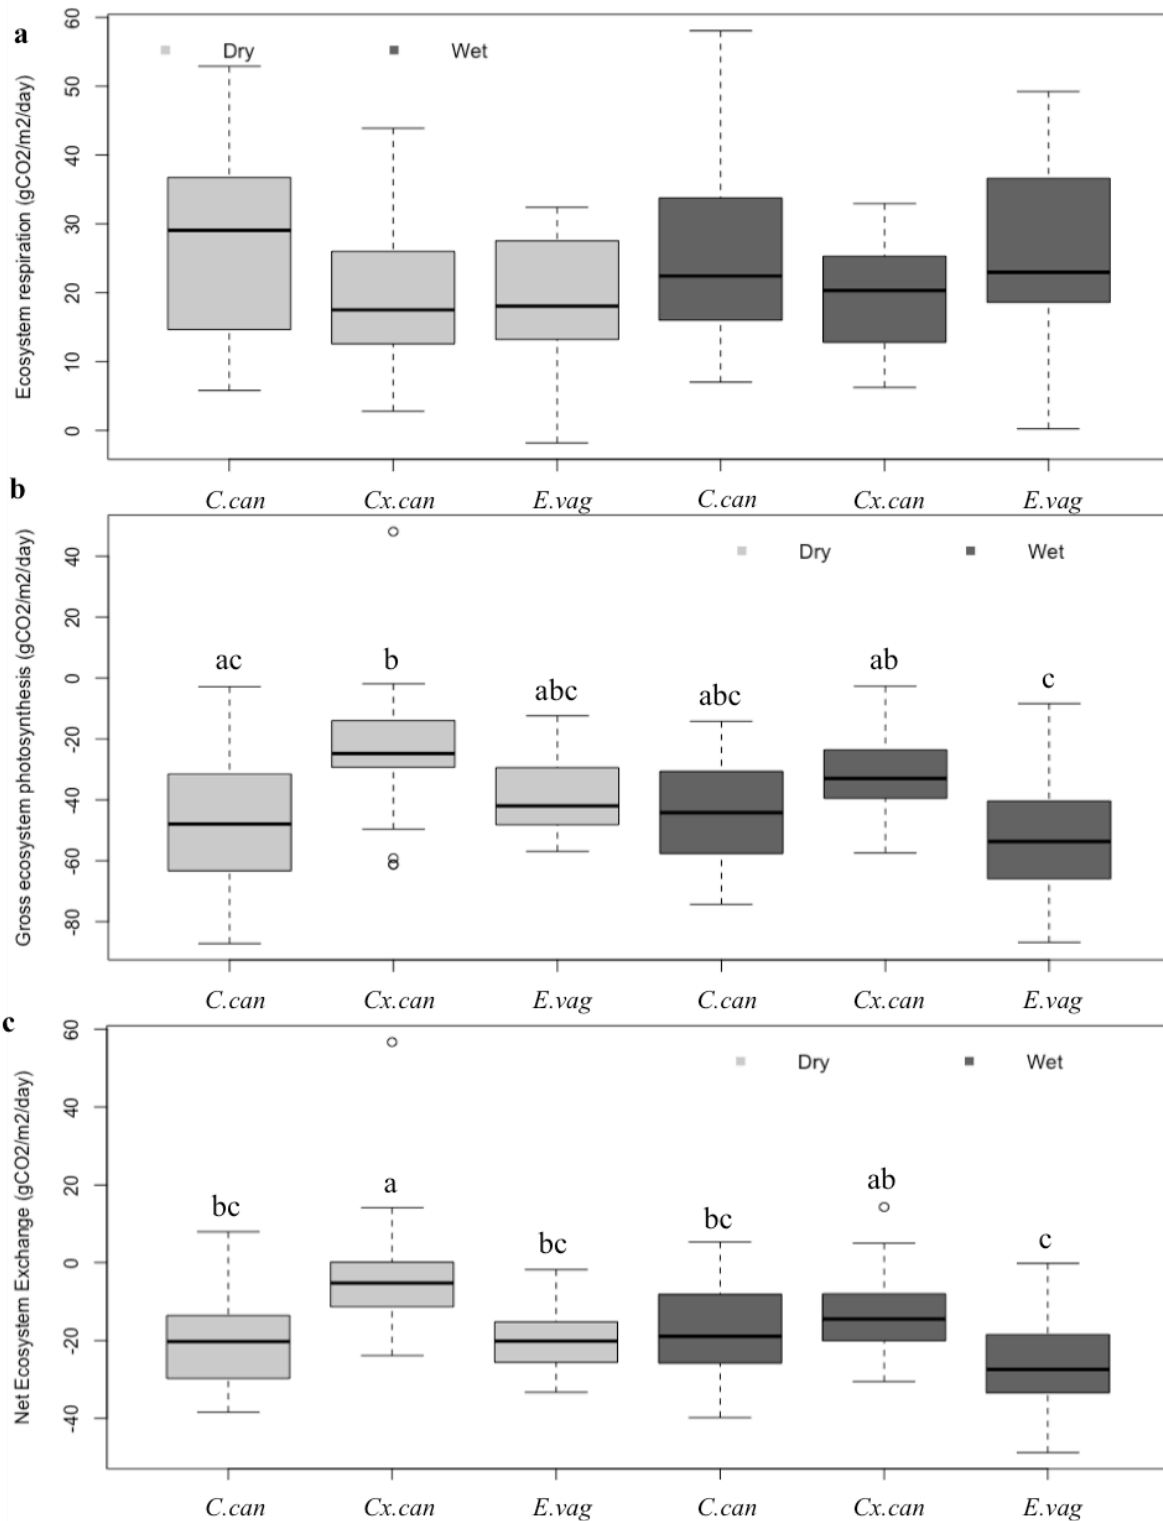 a
Dry Wet
Ecosystem respiration (gCO2/m2/day)
60
50
40
30
20
10
0
C.can Cx.can E.vag C.can Cx.can E.vag
b
Dry Wet
Gross ecosystem photosynthesis (gCO2/m2/day)
40
20
0
-20
-40
-60
-80
ac b abc abc ab c
C.can Cx.can E.vag C.can Cx.can E.vag
c
Dry Wet
Net Ecosystem Exchange (gCO2/m2/day)
60
40
20
0
-20
-40
bc a bc bc ab c
C.can Cx.can E.vag C.can Cx.can E.vag